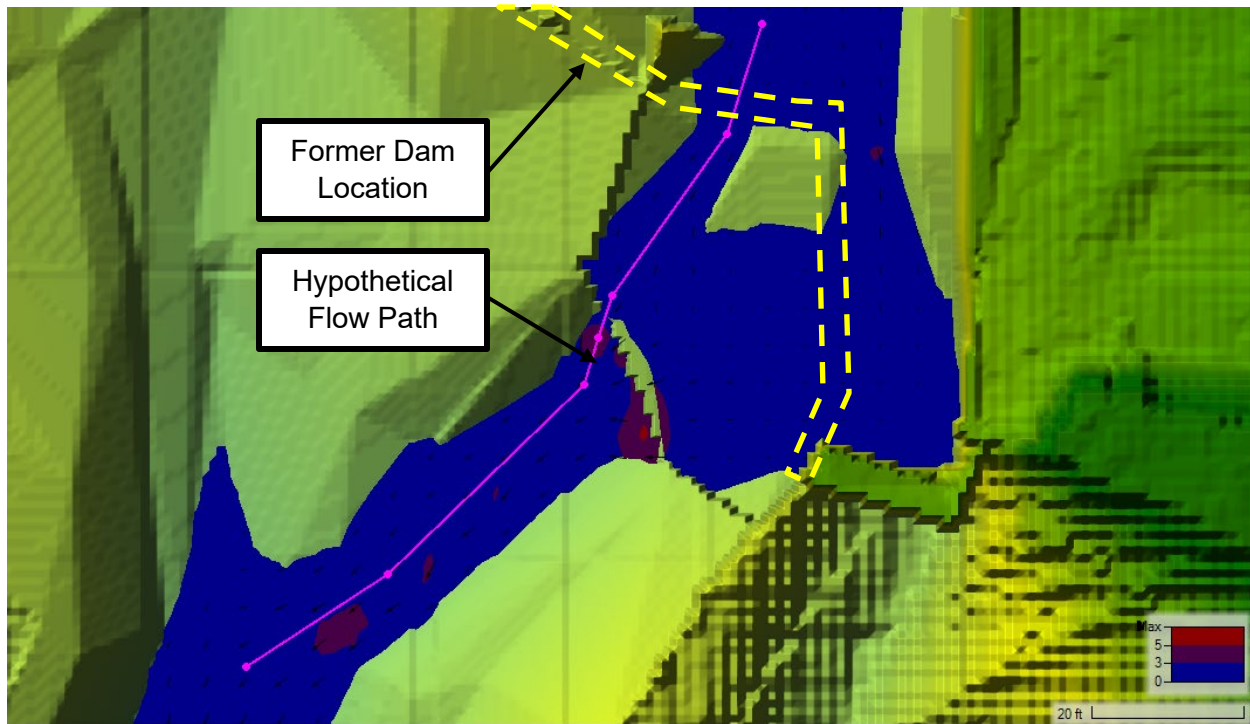 Former Dam
Location
Hypothetical
Flow Path
Max
5
3
0
20 ft